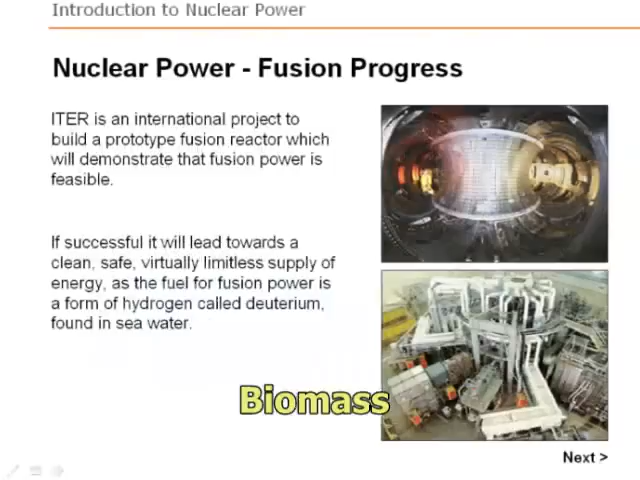 Introduction to Nuclear Power
Nuclear Power - Fusion Progress
ITER is an international project to
build a prototype fusion reactor which
will demonstrate that fusion power is
feasible.
If successful it will lead towards a
clean, safe, virtually limitless supply of
energy, as the fuel for fusion power is
a form of hydrogen called deuterium,
found in sea water.
Biomass
Next >